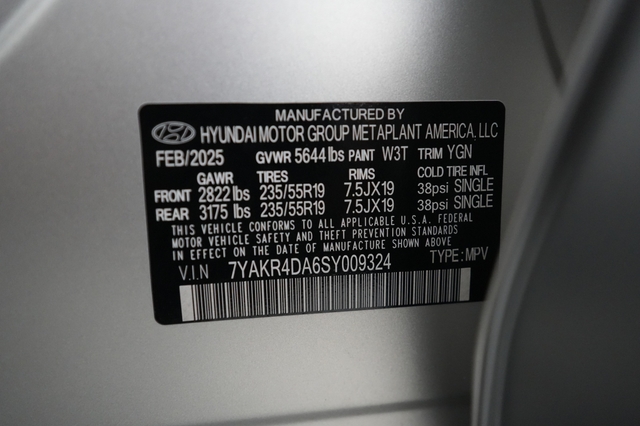 MANUFACTURED BY
HYUNDAI MOTOR GROUP METAPLANT AMERICA, LLC
FEB/2025 GVWR 5644 lbs PAINT W3T TRIM YGN
GAWR TIRES RIMS COLD TIRE INFL
FRONT 2822 lbs 235/55R19 7.5JX19 38psi SINGLE
REAR 3175 lbs 235/55R19 7.5JX19 38psi SINGLE
THIS VEHICLE CONFORMS TO ALL APPLICABLE U.S.A. FEDERAL
MOTOR VEHICLE SAFETY AND THEFT PREVENTION STANDARDS
IN EFFECT ON THE DATE OF MANUFACTURE SHOWN ABOVE.
V.I.N 7YAKR4DA6SY009324 TYPE: MPV